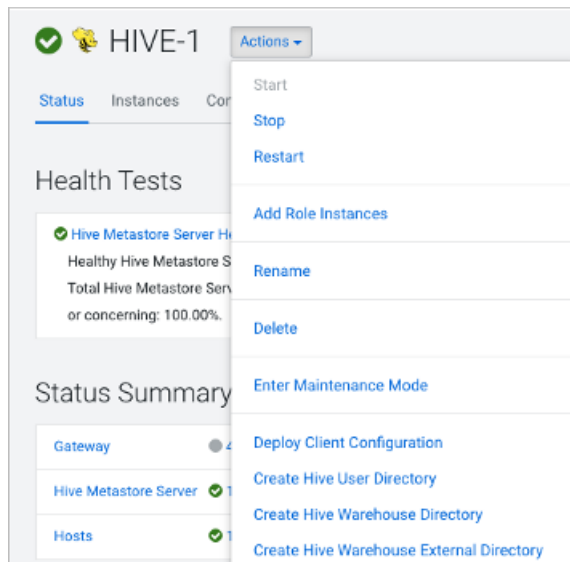 HIVE-1
Actions
Status Instances
Start
Stop
Restart
Add Role Instances
Rename
Delete
Enter Maintenance Mode
Deploy Client Configuration
Create Hive User Directory
Create Hive Warehouse Directory
Create Hive Warehouse External Directory
Health Tests
Hive Metastore Server
Healthy Hive Metastore
Total Hive Metastore
or concerning: 100.00%.
Status Summary
Gateway
Hive Metastore Server
Hosts